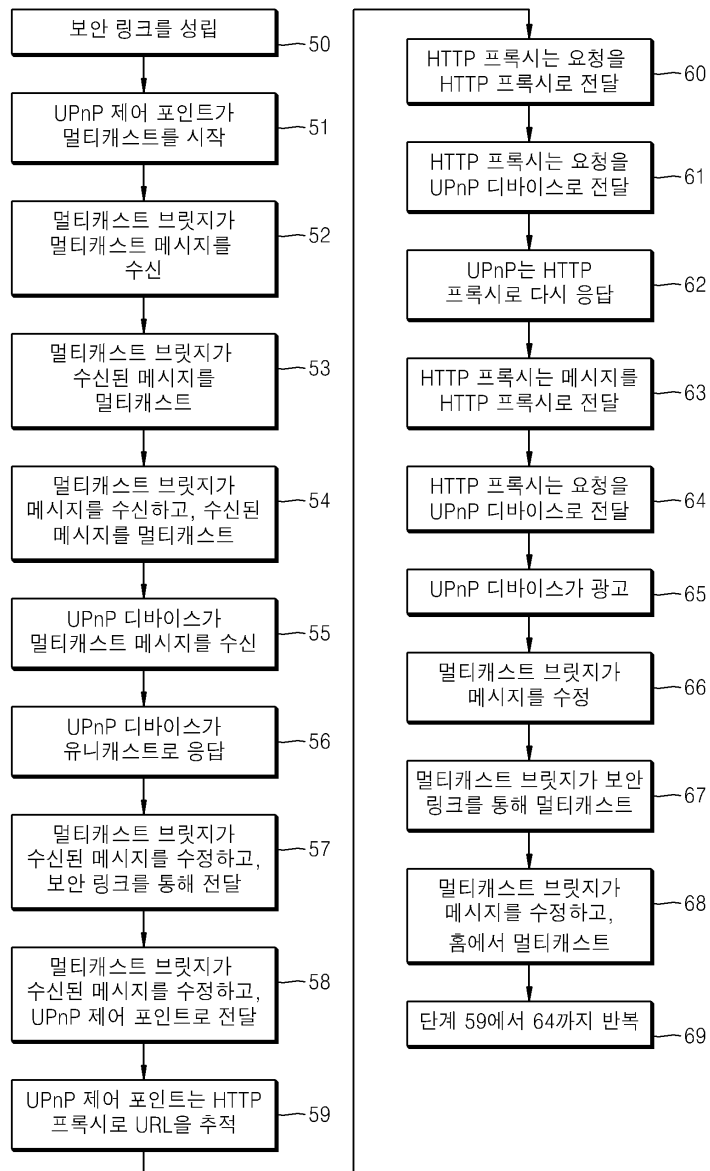 보안 링크를 성립
50
UPnP 제어 포인트가
멀티캐스트를 시작
51
멀티캐스트 브릿지가
멀티캐스트 메시지를
수신
52
멀티캐스트 브릿지가
수신된 메시지를
멀티캐스트
53
멀티캐스트 브릿지가
메시지를 수신하고, 수신된
메시지를 멀티캐스트
54
UPnP 디바이스가
멀티캐스트 메시지를 수신
55
UPnP 디바이스가
유니캐스트로 응답
56
멀티캐스트 브릿지가
수신된 메시지를 수정하고,
보안 링크를 통해 전달
57
멀티캐스트 브릿지가
수신된 메시지를 수정하고,
UPnP 제어 포인트로 전달
58
UPnP 제어 포인트는 HTTP
프록시로 URL을 추적
59
HTTP 프록시는 요청을
HTTP 프록시로 전달
60
HTTP 프록시는 요청을
UPnP 디바이스로 전달
61
UPnP는 HTTP
프록시로 다시 응답
62
HTTP 프록시는 메시지를
HTTP 프록시로 전달
63
HTTP 프록시는 요청을
UPnP 디바이스로 전달
64
UPnP 디바이스가 광고
65
멀티캐스트 브릿지가
메시지를 수정
66
멀티캐스트 브릿지가 보안
링크를 통해 멀티캐스트
67
멀티캐스트 브릿지가
메시지를 수정하고,
홈에서 멀티캐스트
68
단계 59에서 64까지 반복
69